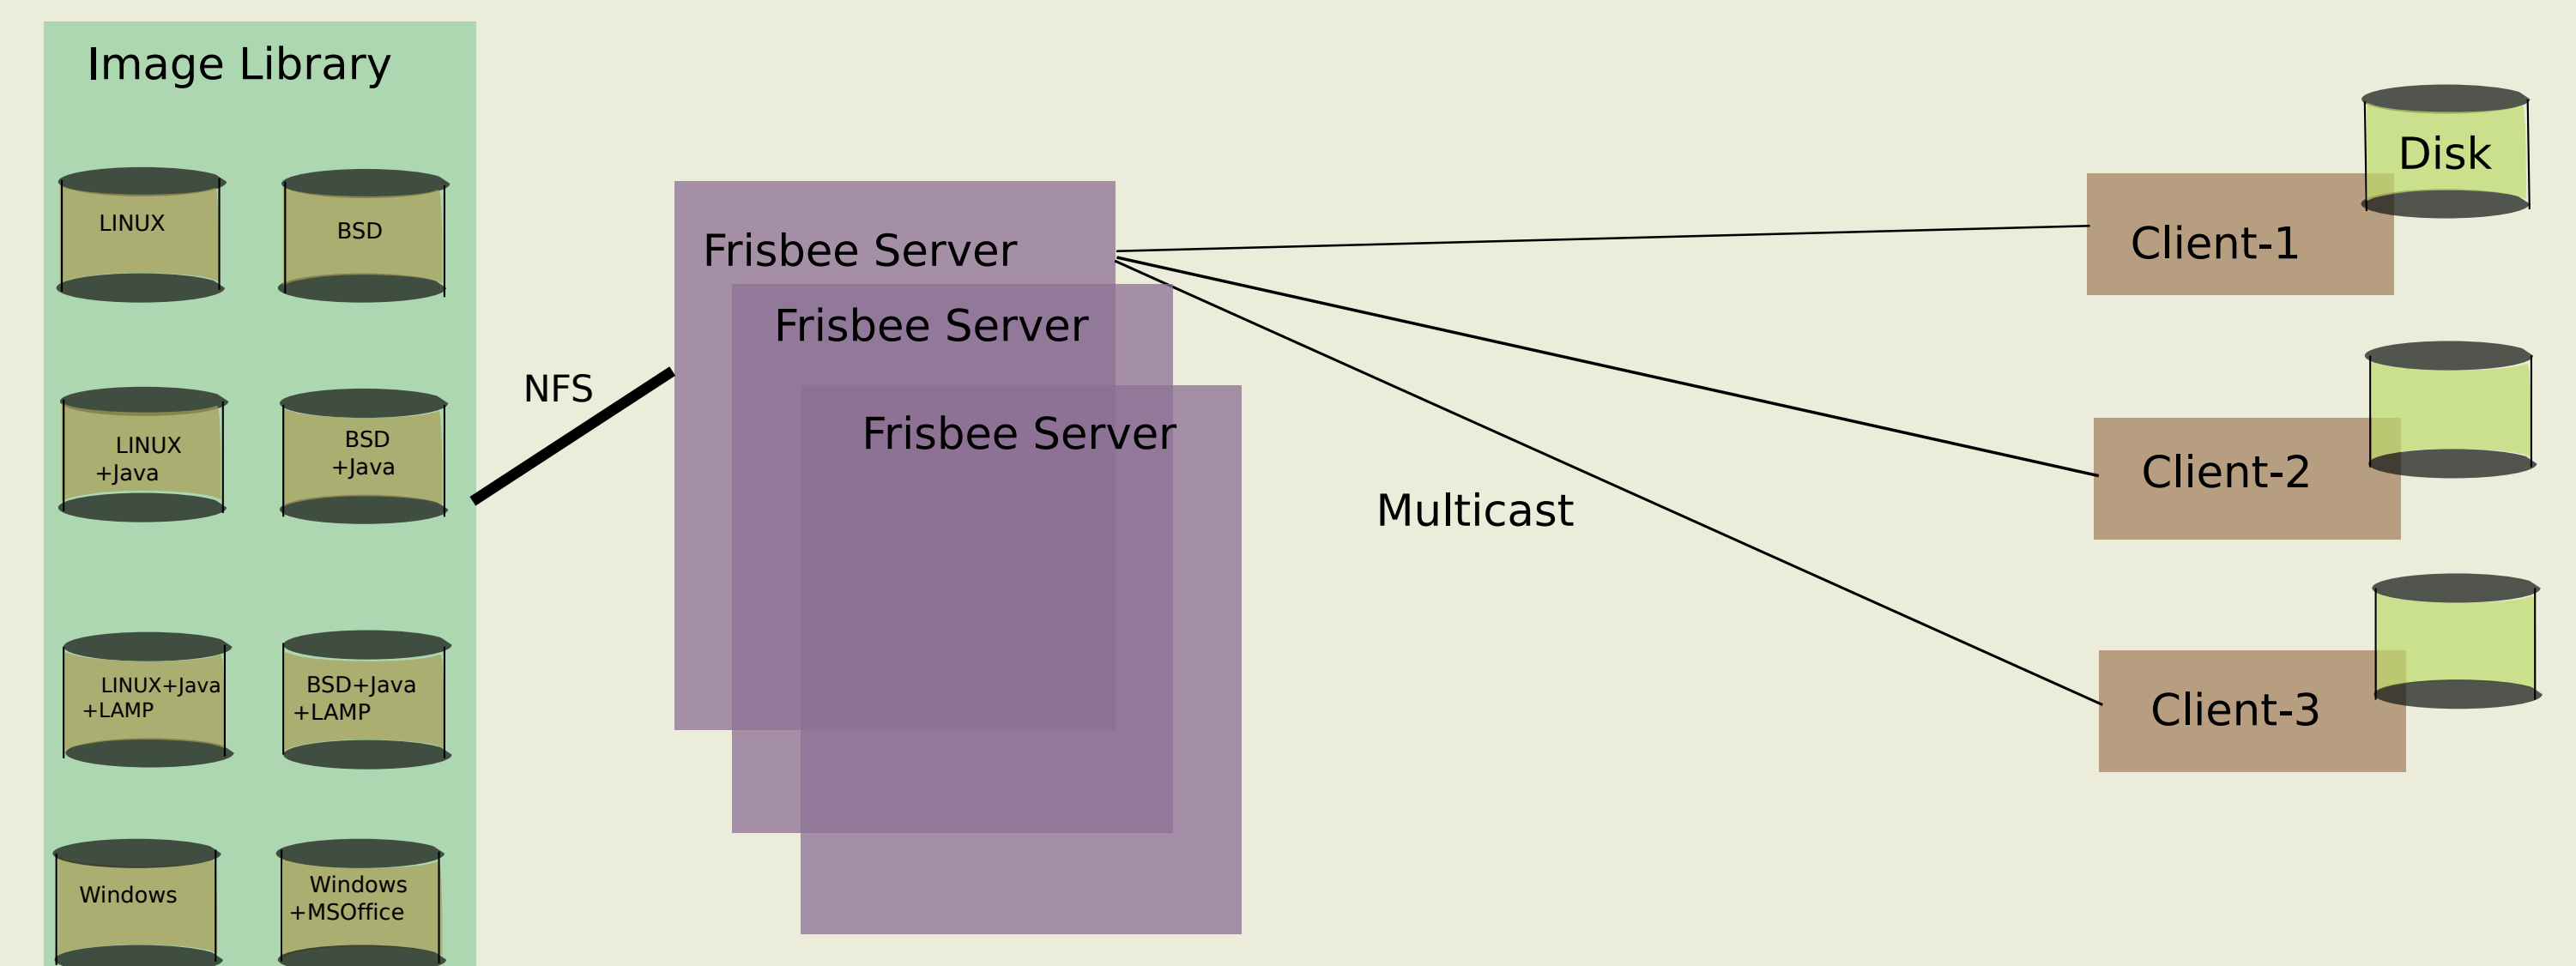 Image Library
LINUX
BSD
LINUX
+Java
BSD
+Java
LINUX+Java
+LAMP
BSD+Java
+LAMP
Windows
Windows
+MSOffice
NFS
Frisbee Server
Frisbee Server
Frisbee Server
Multicast
Disk
Client-1
Client-2
Client-3